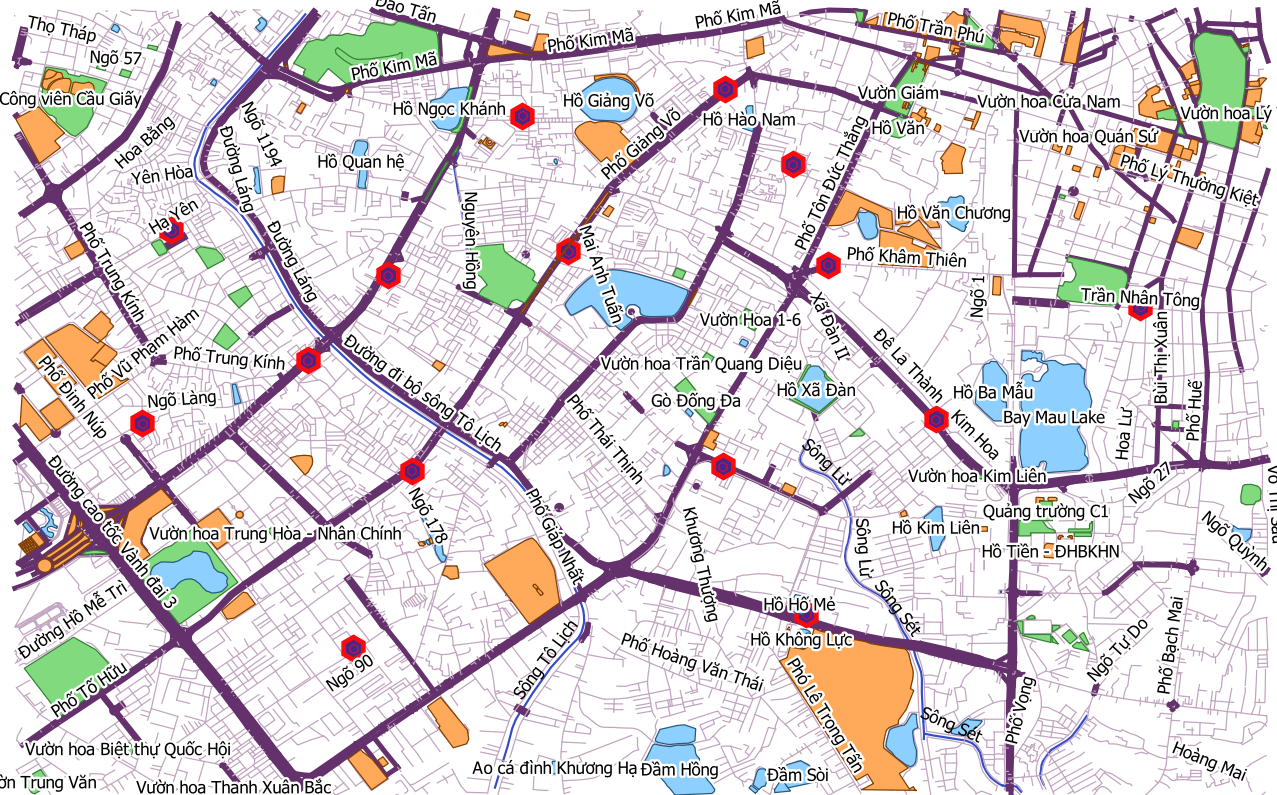 Đào Tấn
Phố Kim Mã
Thọ Tháp
Phố Trần Phú
Phố Kim Mã
Ngõ 57
Phố Kim Mã
Công viên Cầu Giấy
Hồ Ngọc Khánh
Hồ Giảng Võ
Vườn Giám
Vườn hoa Cửa Nam
Vườn hoa Lý
Hồ Hào Nam
Hồ Văn
Vườn hoa Quán Sứ
Hoa Bằng
Ngõ 1194
Đường Láng
Hồ Quan hệ
Phố Giảng Võ
Phố Lý Thường Kiệt
Yên Hòa
Phố Tôn Đức Thắng
Hạ Yên
Nguyên Hồng
Mai Anh Tuấn
Hồ Văn Chương
Phố Trung Kính
Đường Láng
Phố Khâm Thiên
Ngõ 1
Trần Nhân Tông
Vườn Hoa 1-6
Xã Đàn II
Phố Vũ Phạm Hàm
Phố Trung Kính
Đường đi bộ sông Tô Lịch
Vườn hoa Trần Quang Diệu
Đê La Thành
Bùi Thị Xuân
Phố Đinh Núp
Ngõ Làng
Gò Đống Đa
Hồ Xã Đàn
Hồ Ba Mẫu
Bay Mau Lake
Phố Huế
Hoa Lư
Phố Thái Thịnh
Kim Hoa
Sông Lừ
Vườn hoa Kim Liên
Ngõ 27
Đường cao tốc Vành đai 3
Ngõ 178
Phố Giáp Nhất
Khương Thượng
Quảng trường C1
Vườn hoa Trung Hòa - Nhân Chính
Sông Lừ
Hồ Kim Liên
Ngõ Quỳnh
Hồ Tiền - ĐHBKHN
Đường Hồ Mễ Trì
Sông Sét
Hồ Hố Mẻ
Hồ Không Lực
Phố Bạch Mai
Ngõ Tự Do
Phố Tố Hữu
Ngõ 90
Sông Tô Lịch
Phố Hoàng Văn Thái
Phố Lê Trọng Tấn
Phố Vọng
Sông Sét
Vườn hoa Biệt thự Quốc Hội
Hoàng Mai
Ao cá đình Khương Hạ
Đầm Hồng
Đầm Sòi
ờn Trung Văn
Vườn hoa Thanh Xuân Bắc